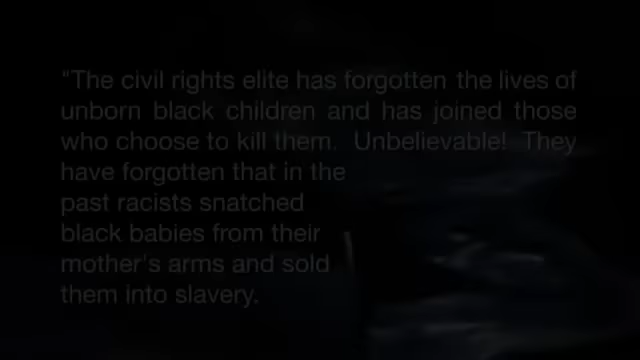 "The civil rights elite has forgotten the lives of
unborn black children and has joined those
who choose to kill them. Unbelievable! They
have forgotten that in the
past racists snatched
black babies from their
mother's arms and sold
them into slavery.